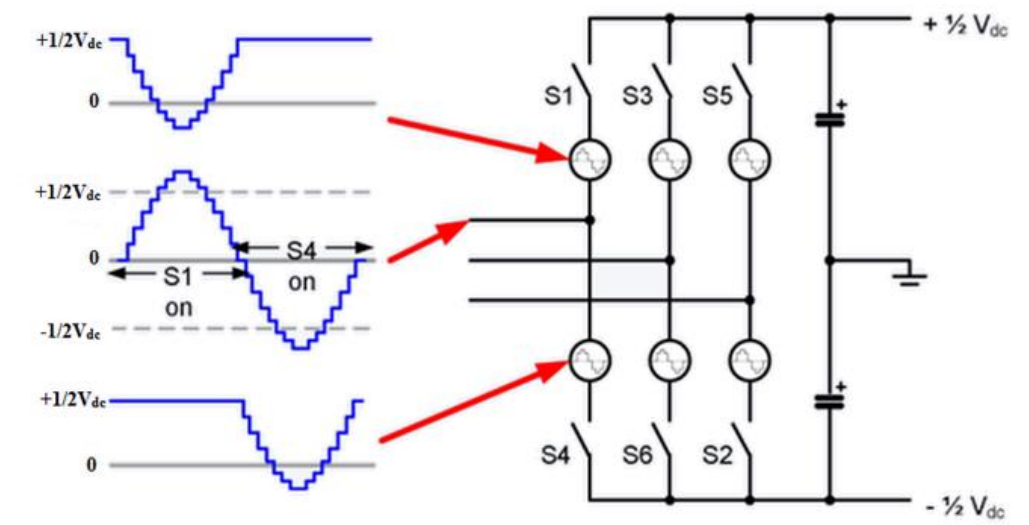 +1/2Vdc
0
+1/2Vdc
0
S4
on
S1
on
-1/2Vdc
+1/2Vdc
0
+ ½ Vdc
S1
S3
S5
+
+
S4
S6
S2
- ½ Vdc